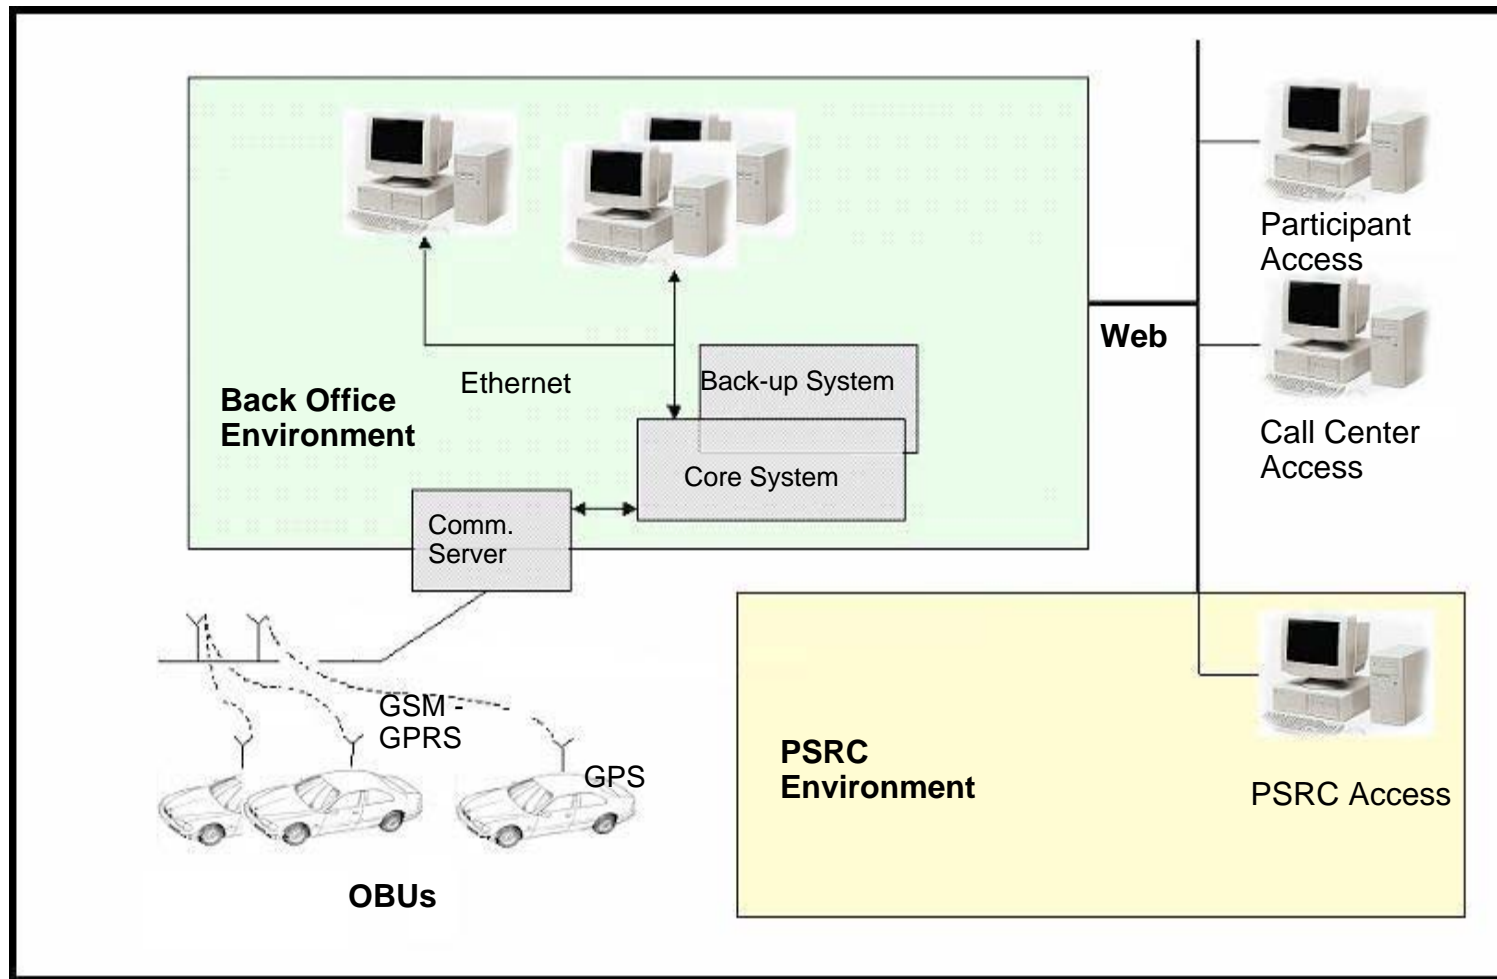 Participant
Access
Web
Back-up System
Ethernet
Back Office
Environment
Call Center
Access
Core System
Comm.
Server
GSM -
GPRS
GPS
PSRC
Environment
PSRC Access
OBUs